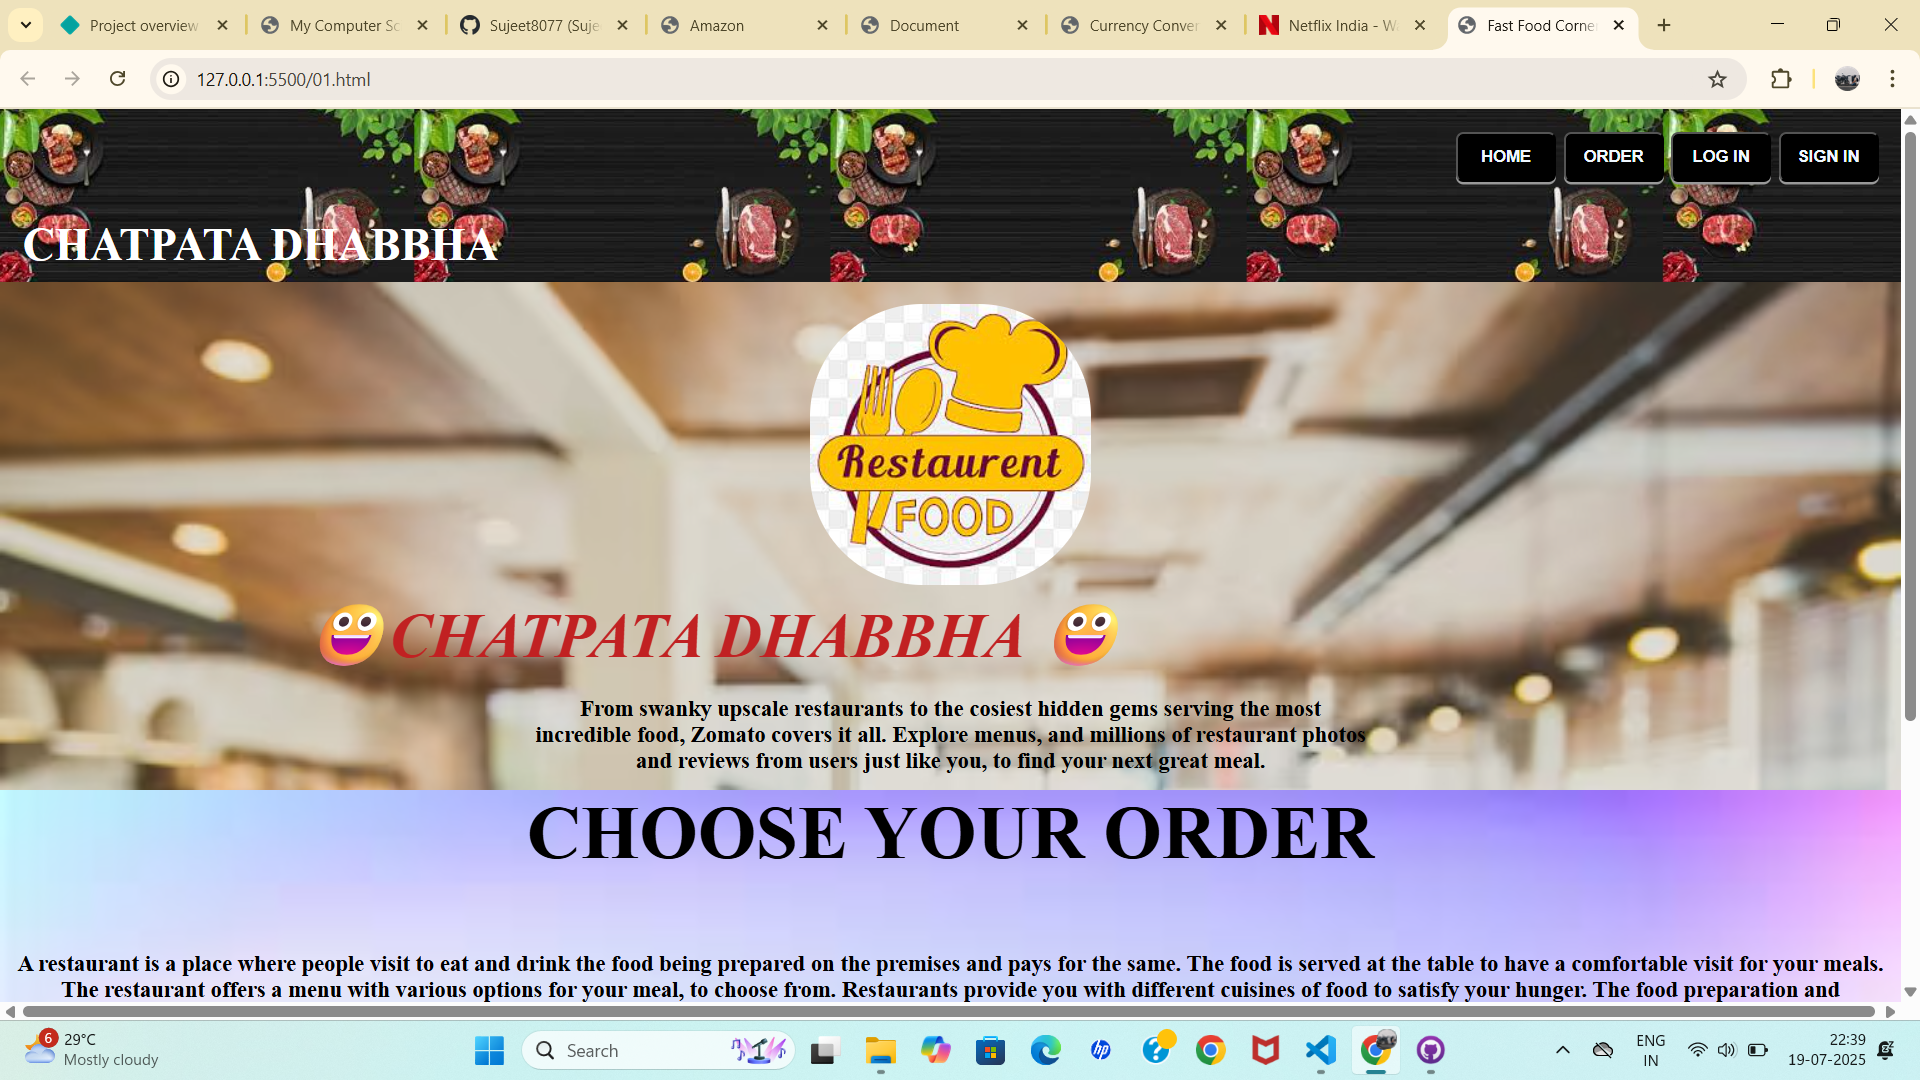 Project overview
My Computer Sc
Sujeet8077 (Suje
Amazon
Document
Currency Conver
Netflix India - Wa
Fast Food Corne
127.0.0.1:5500/01.html
HOME
ORDER
LOG IN
SIGN IN
CHATPATA DHABBHA
Restaurent
FOOD
😀CHATPATA DHABBHA 😀
From swanky upscale restaurants to the cosiest hidden gems serving the most
incredible food, Zomato covers it all. Explore menus, and millions of restaurant photos
and reviews from users just like you, to find your next great meal.
CHOOSE YOUR ORDER
A restaurant is a place where people visit to eat and drink the food being prepared on the premises and pays for the same. The food is served at the table to have a comfortable visit for your meals.
The restaurant offers a menu with various options for your meal, to choose from. Restaurants provide you with different cuisines of food to satisfy your hunger. The food preparation and
6
29°C
Mostly cloudy
Search
hp
ENG
IN
22:39
19-07-2025